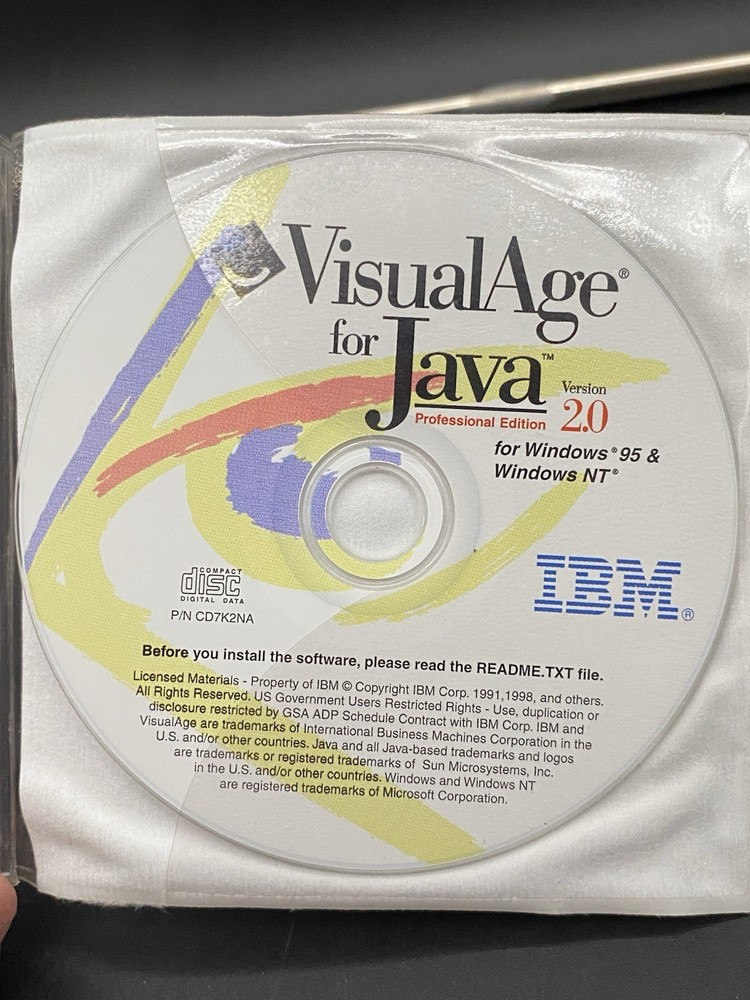 VisualAge®
for Java™
Professional Edition
Version
2.0
for Windows® 95 &
Windows NT®
COMPACT
disc
DIGITAL DATA
P/N CD7K2NA
IBM®
Before you install the software, please read the README.TXT file.
Licensed Materials - Property of IBM © Copyright IBM Corp. 1991,1998, and others.
All Rights Reserved. US Government Users Restricted Rights - Use, duplication or
disclosure restricted by GSA ADP Schedule Contract with IBM Corp. IBM and
VisualAge are trademarks of International Business Machines Corporation in the
U.S. and/or other countries. Java and all Java-based trademarks and logos
are trademarks or registered trademarks of Sun Microsystems, Inc.
in the U.S. and/or other countries. Windows and Windows NT
are registered trademarks of Microsoft Corporation.